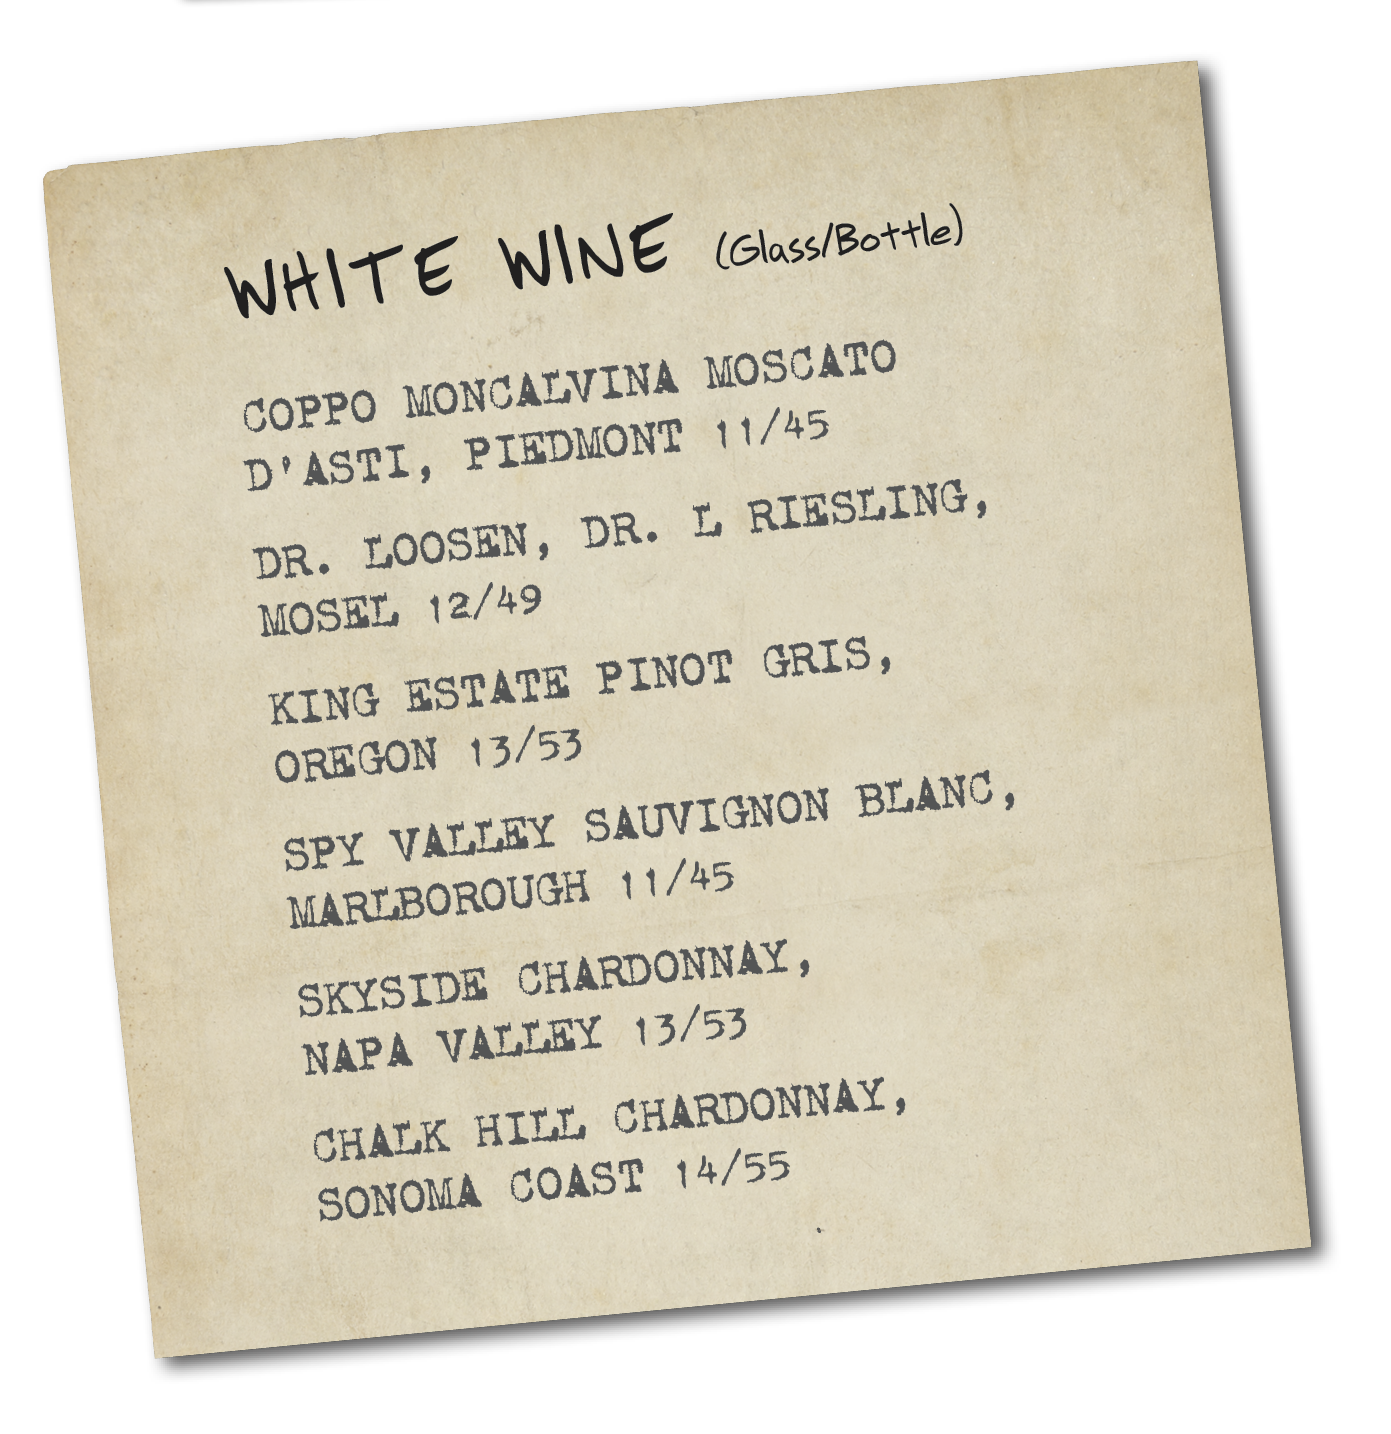 WHITE WINE (Glass/Bottle)
COPPO MONCALVINA MOSCATO
D'ASTI, PIEDMONT 11/45
DR. LOOSEN, DR. L RIESLING,
MOSEL 12/49
KING ESTATE PINOT GRIS,
OREGON 13/53
SPY VALLEY SAUVIGNON BLANC,
MARLBOROUGH 11/45
SKYSIDE CHARDONNAY,
NAPA VALLEY 13/53
CHALK HILL CHARDONNAY,
SONOMA COAST 14/55